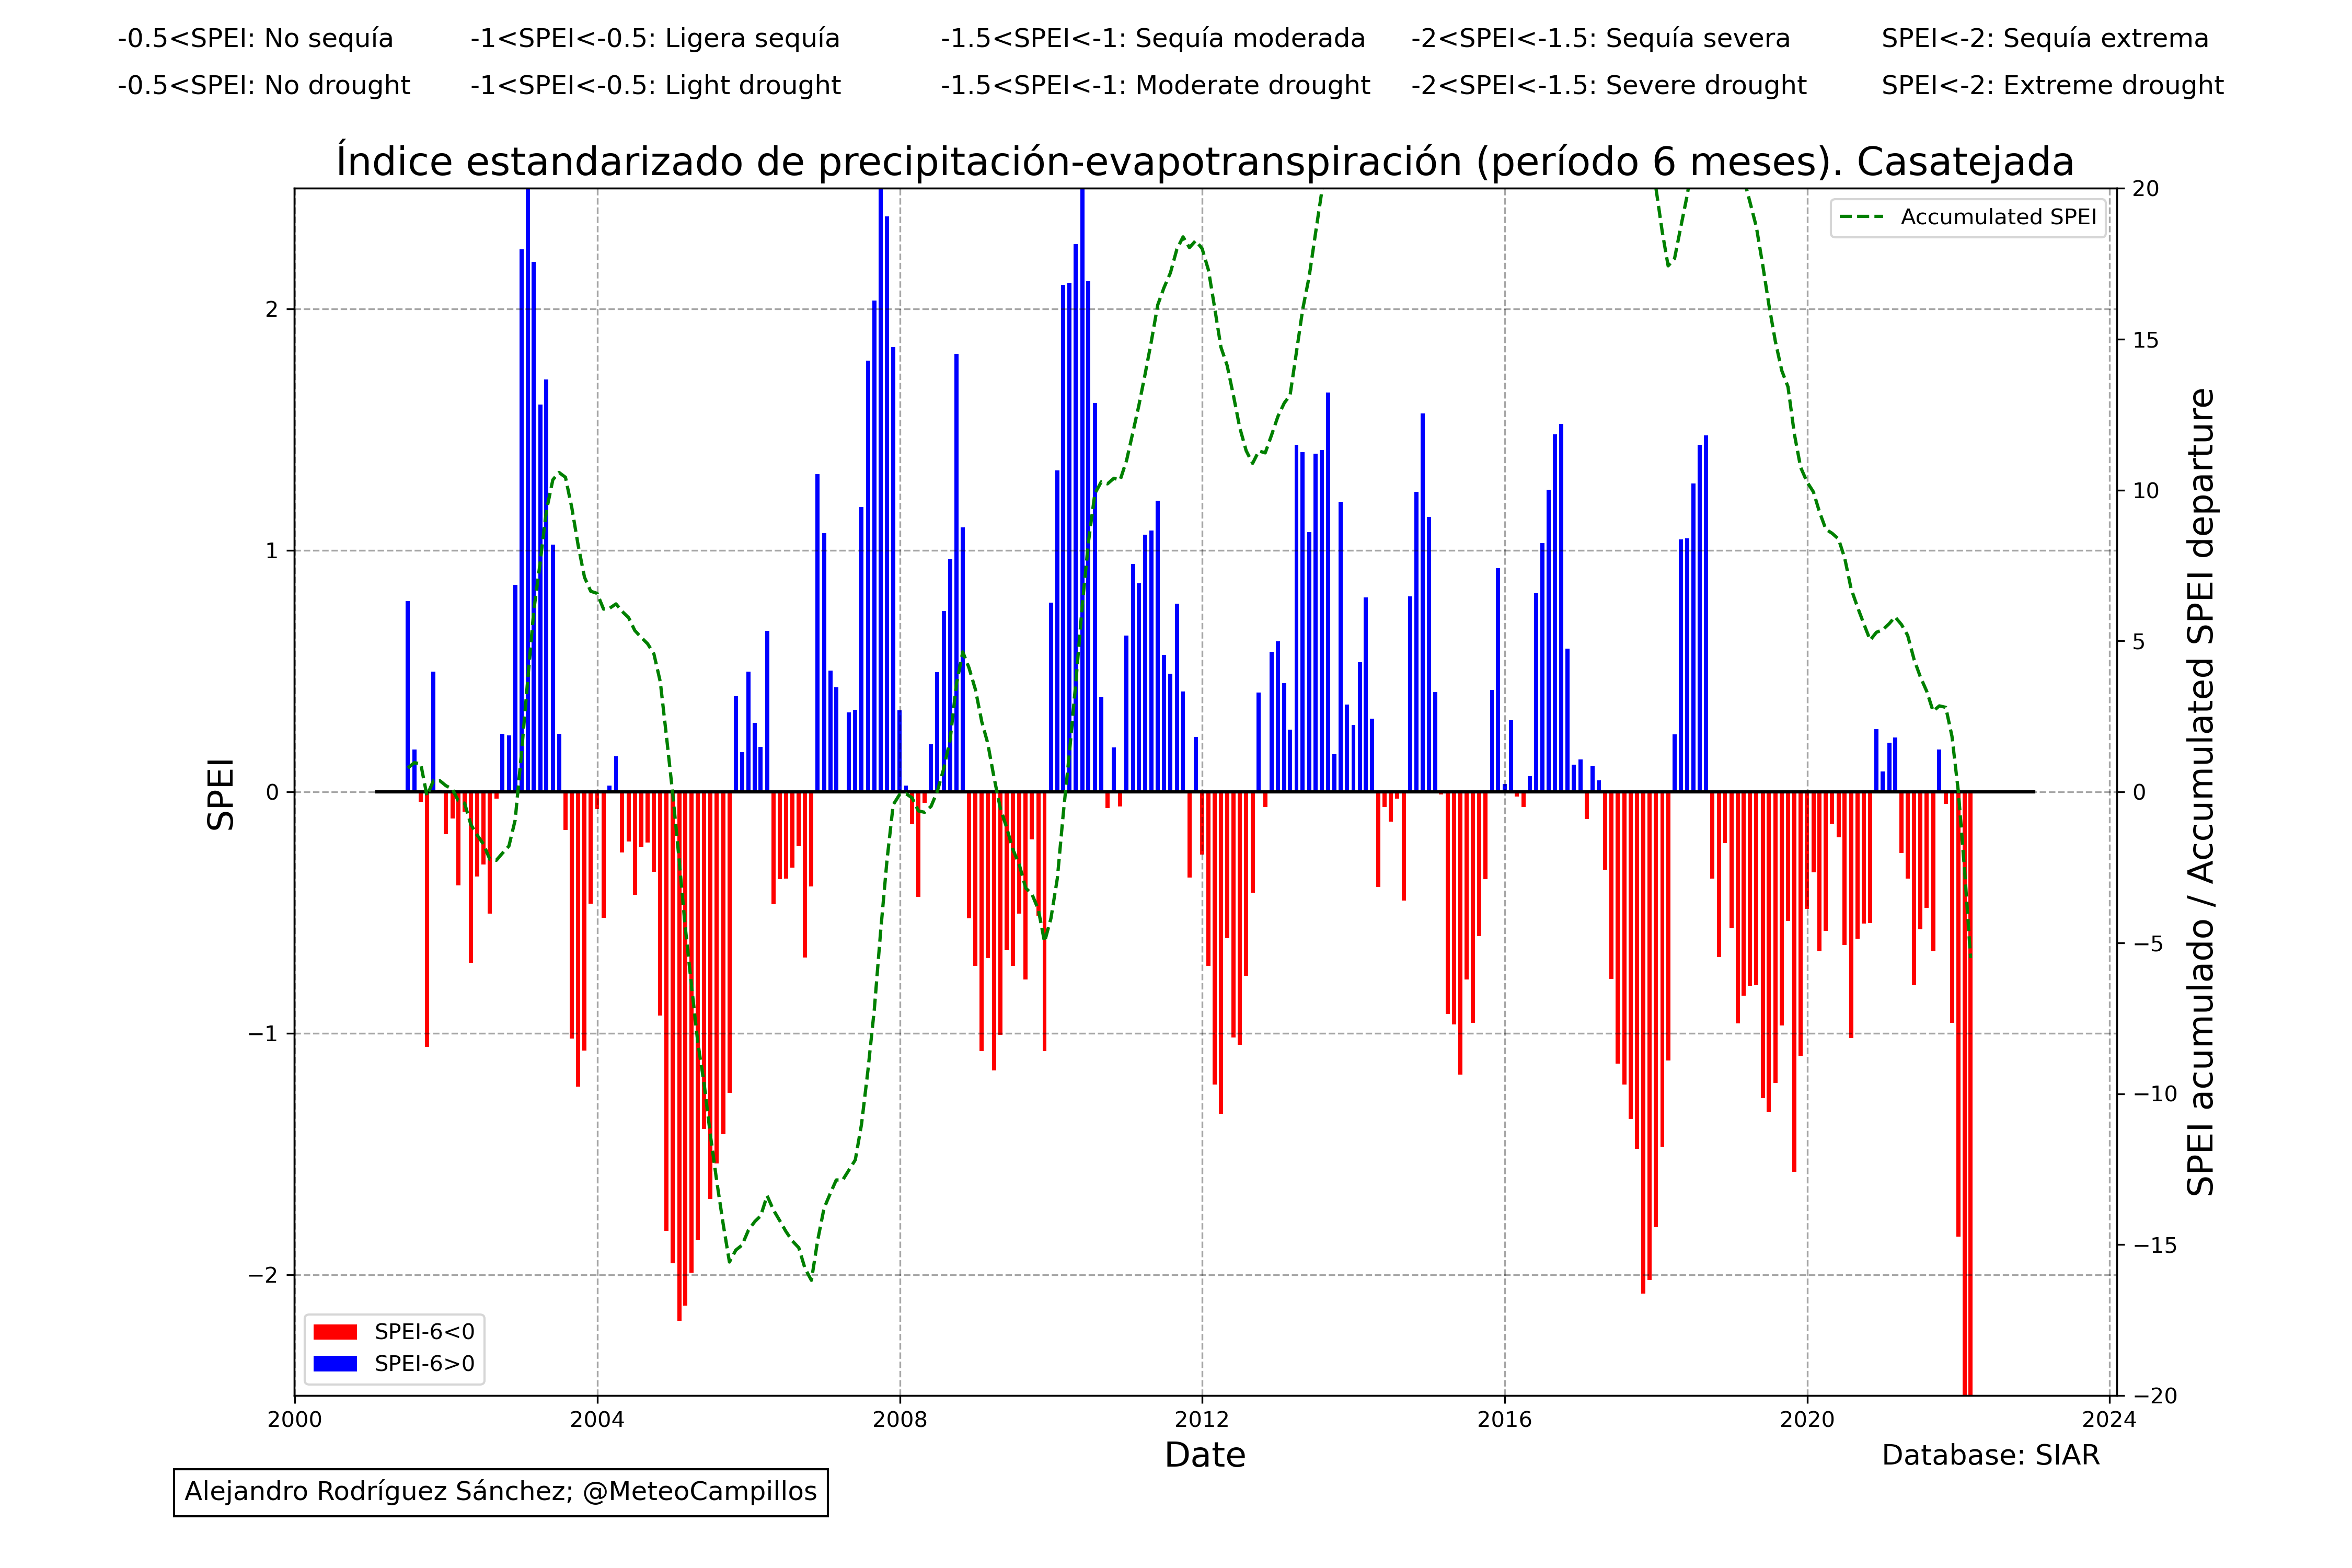 -0.5<SPEI: No sequía -1<SPEI<-0.5: Ligera sequía -1.5<SPEI<-1: Sequía moderada -2<SPEI<-1.5: Sequía severa SPEI<-2: Sequía extrema
-0.5<SPEI: No drought -1<SPEI<-0.5: Light drought -1.5<SPEI<-1: Moderate drought -2<SPEI<-1.5: Severe drought SPEI<-2: Extreme drought
Índice estandarizado de precipitación-evapotranspiración (período 6 meses). Casatejada
Accumulated SPEI
SPEI
2
1
0
−1
−2
20
15
10
5
0
−5
−10
−15
−20
SPEI acumulado / Accumulated SPEI departure
SPEI-6<0
SPEI-6>0
2000 2004 2008 2012 2016 2020 2024
Date
Database: SIAR
Alejandro Rodríguez Sánchez; @MeteoCampillos